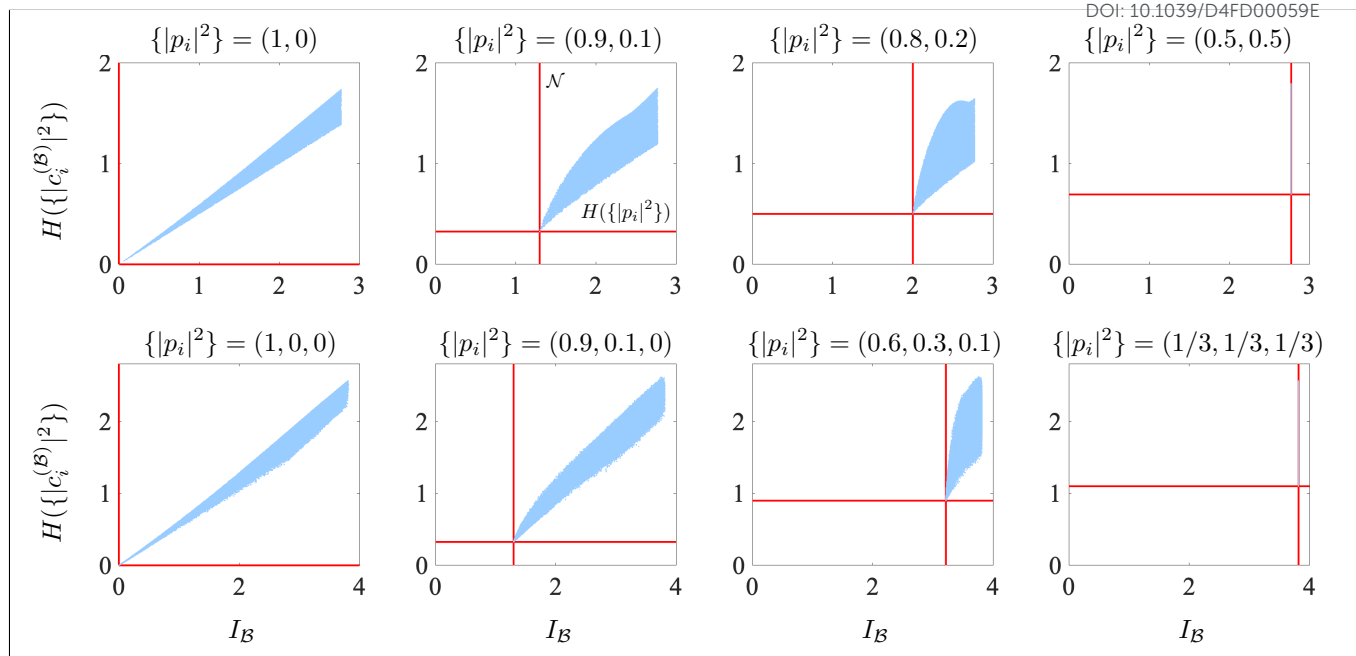 DOI: 10.1039/D4FD00059E
{|p_i|^2} = (1, 0)
{|p_i|^2} = (0.9, 0.1)
{|p_i|^2} = (0.8, 0.2)
{|p_i|^2} = (0.5, 0.5)
H({|c_i^{(ℬ)}|^2})
2
1
0
0 1 2 3
2
1
0
0 1 2 3
𝒩
H({|p_i|^2})
2
1
0
0 1 2 3
2
1
0
0 1 2 3
{|p_i|^2} = (1, 0, 0)
{|p_i|^2} = (0.9, 0.1, 0)
{|p_i|^2} = (0.6, 0.3, 0.1)
{|p_i|^2} = (1/3, 1/3, 1/3)
H({|c_i^{(ℬ)}|^2})
2
1
0
0 2 4
2
1
0
0 2 4
2
1
0
0 2 4
2
1
0
0 2 4
I_ℬ
I_ℬ
I_ℬ
I_ℬ